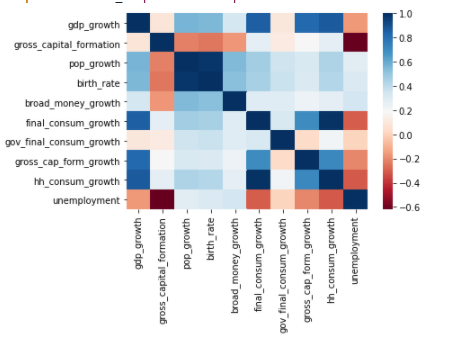 gdp_growth
gross_capital_formation
pop_growth
birth_rate
broad_money_growth
final_consum_growth
gov_final_consum_growth
gross_cap_form_growth
hh_consum_growth
unemployment
1.0
0.8
0.6
0.4
0.2
0.0
−0.2
−0.4
−0.6
gdp_growth
gross_capital_formation
pop_growth
birth_rate
broad_money_growth
final_consum_growth
gov_final_consum_growth
gross_cap_form_growth
hh_consum_growth
unemployment